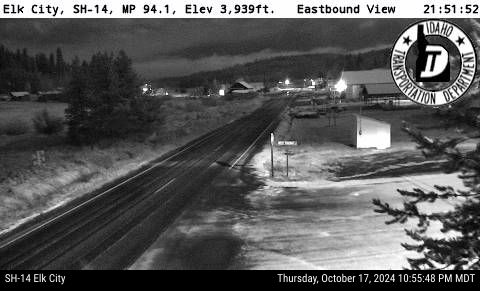 Elk City, SH-14, MP 94.1, Elev 3,939ft. Eastbound View 21:51:52
IDAHO
TRANSPORTATION DEPARTMENT
SH-14 Elk City Thursday, October 17, 2024 10:55:48 PM MDT